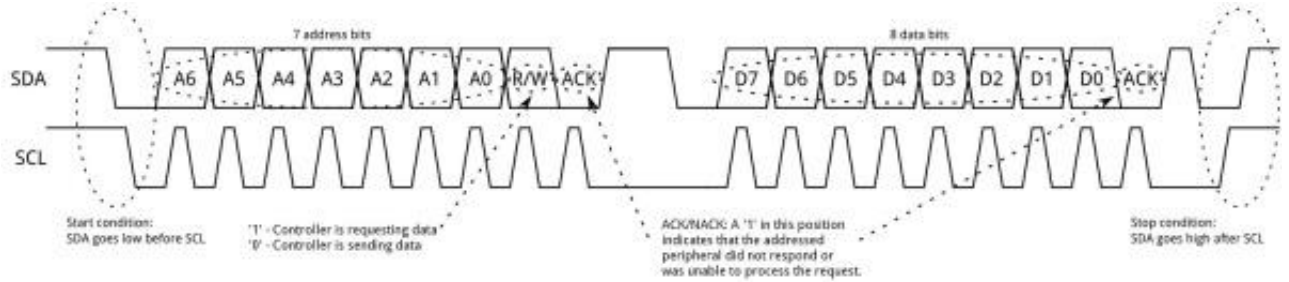 7 address bits
8 data bits
SDA
A6 A5 A4 A3 A2 A1 A0 R/W ACK
D7 D6 D5 D4 D3 D2 D1 D0 ACK
SCL
Start condition:
SDA goes low before SCL
'1' - Controller is requesting data
'0' - Controller is sending data
ACK/NACK: A '1' in this position
indicates that the addressed
peripheral did not respond or
was unable to process the request.
Stop condition:
SDA goes high after SCL